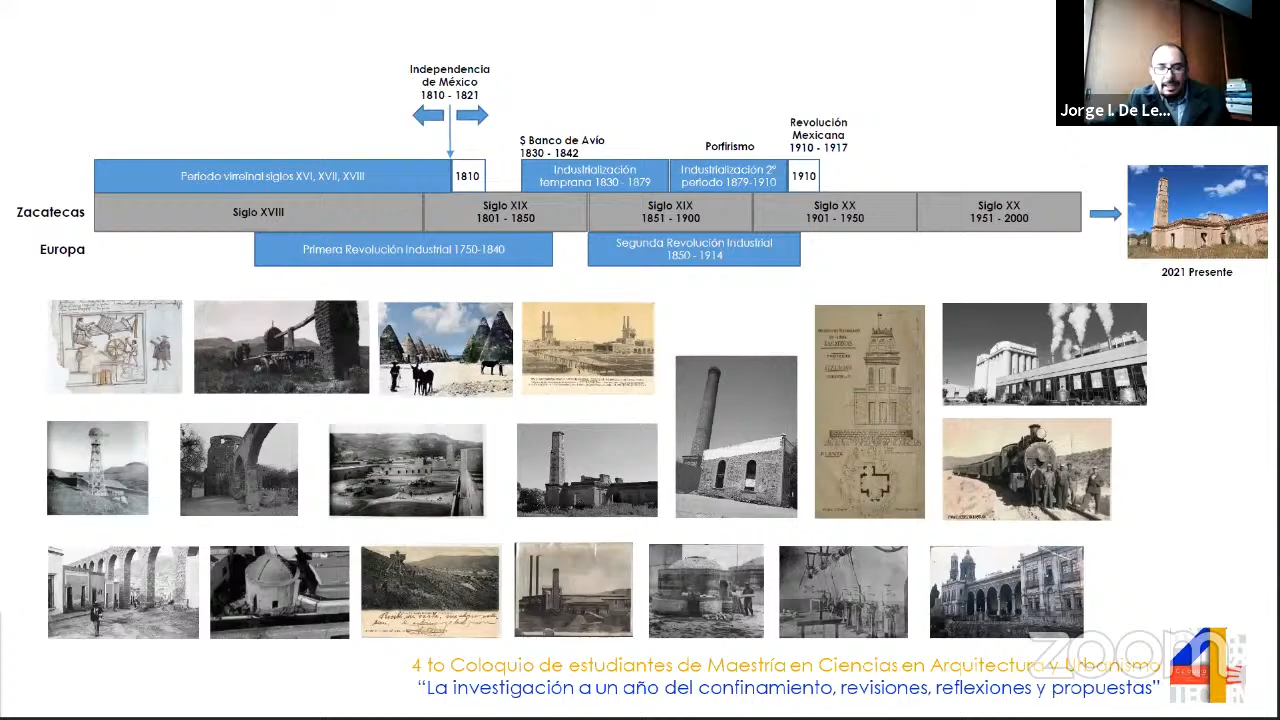 Jorge I. De Le...
Independencia
de México
1810 - 1821
$ Banco de Avío
1830 - 1842
Porfirismo
Revolución
Mexicana
1910 - 1917
Periodo virreinal siglos XVI, XVII, XVIII
1810
Industrialización
temprana 1830 - 1879
Industrialización 2º
periodo 1879-1910
1910
Zacatecas
Siglo XVIII
Siglo XIX
1801 - 1850
Siglo XIX
1851 - 1900
Siglo XX
1901 - 1950
Siglo XX
1951 - 2000
Europa
Primera Revolución Industrial 1750-1840
Segunda Revolución Industrial
1850 - 1914
2021 Presente
ZACATECAS
PLANTA
4 to Coloquio de estudiantes de Maestría en Ciencias en Arquitectura y Urbanismo
“La investigación a un año del confinamiento, revisiones, reflexiones y propuestas”
zoom